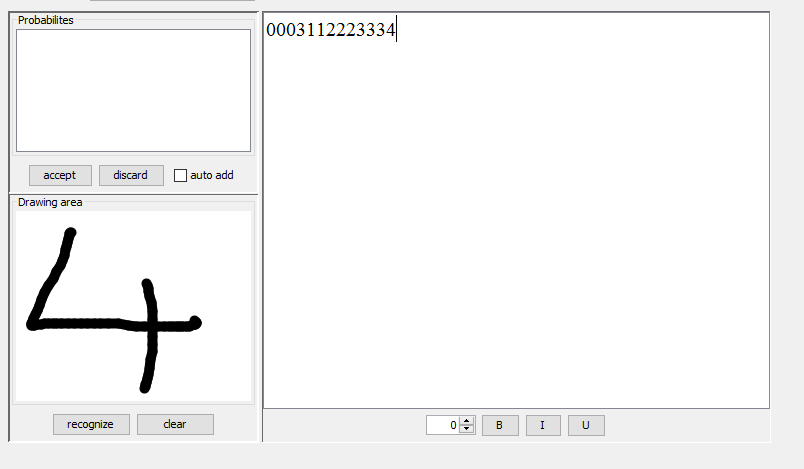 Probabilites
0003112223334
accept discard auto add
Drawing area
4
recognize clear
0 B I U